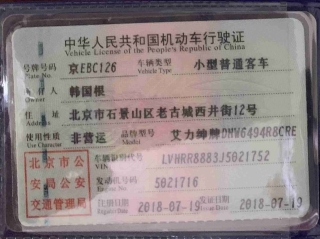 中华人民共和国机动车行驶证
Vehicle License of the People's Republic of China
号牌号码 京EBC126 车辆类型 小型普通客车
Plate No. Vehicle Type
有人 韩国根
Owner
住 址 北京市石景山区老古城西井街12号
Address
使用性质 非营运 品牌型号 艾力绅牌DHW6494R8CRE
Use Character Model
北京市公 车辆识别代号 LVHRR8883J5021752
VIN
安局公安 发动机号码 5021716
Engine No.
交通管理局 注册日期 2018-07-19 发证日期 2018-07-19
Register Date Issue Date